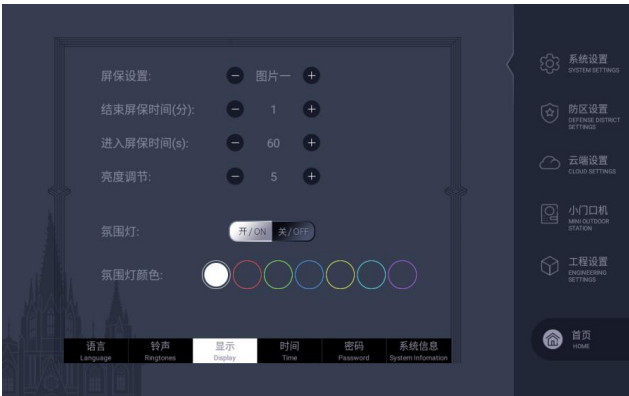 屏保设置: − 图片一 +
结束屏保时间(分): − 1 +
进入屏保时间(s): − 60 +
亮度调节: − 5 +
氛围灯: 开/ON 关/OFF
氛围灯颜色:
语言 铃声 显示 时间 密码 系统信息
Language Ringtones Display Time Password System Infomation
系统设置
SYSTEM SETTINGS
防区设置
DEFENSE DISTRICT
SETTINGS
云端设置
CLOUD SETTINGS
小门口机
MINI OUTDOOR
STATION
工程设置
ENGINEERING
SETTINGS
首页
HOME